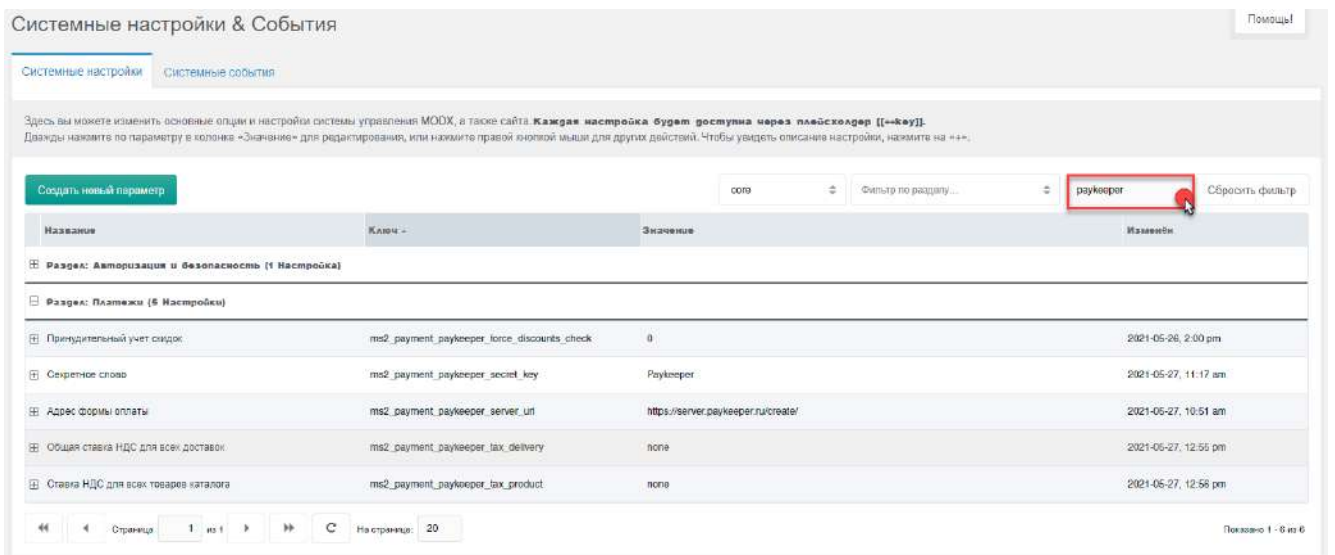 Системные настройки & События
Помощь!
Системные настройки Системные события
Здесь вы можете изменить основные опции и настройки системы управления MODX, а также сайта. Каждая настройка будет доступна через плейсхолдер [[++key]].
Дважды нажмите по параметру в колонке «Значение» для редактирования, или нажмите правой кнопкой мыши для других действий. Чтобы увидеть описание настройки, нажмите на «+».
Создать новый параметр core Фильтр по разделу... paykeeper Сбросить фильтр
Название Ключ Значение Изменён
Раздел: Авторизация и безопасность (1 Настройка)
Раздел: Платежи (5 Настройки)
Принудительный учет скидок ms2_payment_paykeeper_force_discounts_check 0 2021-05-26, 2:00 pm
Секретное слово ms2_payment_paykeeper_secret_key Paykeeper 2021-05-27, 11:17 am
Адрес формы оплаты ms2_payment_paykeeper_server_url https://server.paykeeper.ru/create/ 2021-05-27, 10:51 am
Общая ставка НДС для всех доставок ms2_payment_paykeeper_tax_delivery none 2021-05-27, 12:55 pm
Ставка НДС для всех товаров каталога ms2_payment_paykeeper_tax_product none 2021-05-27, 12:56 pm
Страница 1 из 1 На странице: 20 Показано 1 - 6 из 6